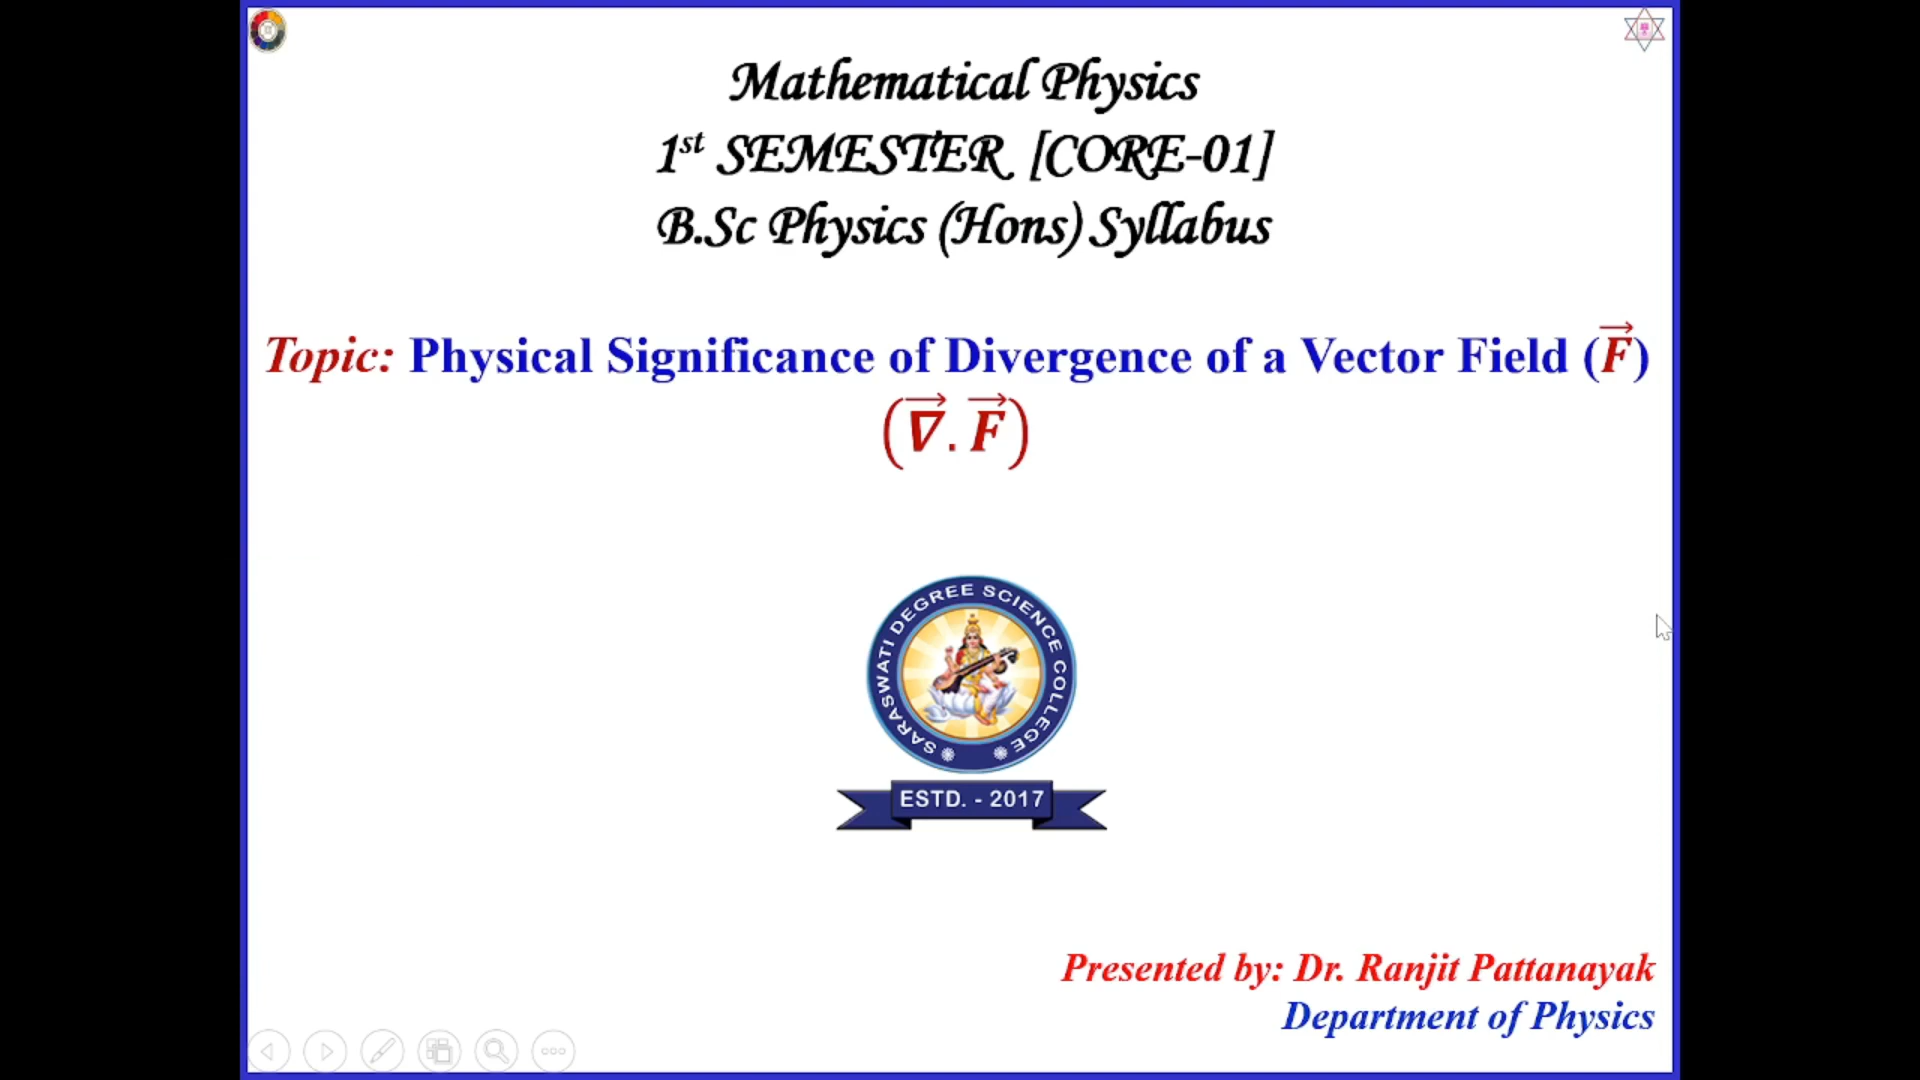 Mathematical Physics
1st SEMESTER [CORE-01]
B.Sc Physics (Hons) Syllabus
Topic: Physical Significance of Divergence of a Vector Field (F⃗)
(∇⃗. F⃗)
SARASWATI DEGREE SCIENCE COLLEGE
ESTD. - 2017
Presented by: Dr. Ranjit Pattanayak
Department of Physics